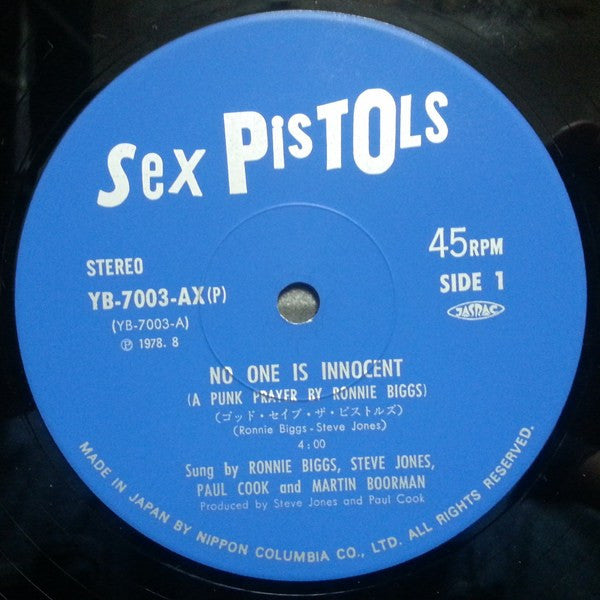 Sex PISTOLS
STEREO
45RPM
YB-7003-AX(P)
SIDE 1
(YB-7003-A)
JASRAC
℗ 1978. 8
NO ONE IS INNOCENT
(A PUNK PRAYER BY RONNIE BIGGS)
(ゴッド・セイブ・ザ・ピストルズ)
(Ronnie Biggs-Steve Jones)
4:00
Sung by RONNIE BIGGS, STEVE JONES,
PAUL COOK and MARTIN BOORMAN
Produced by Steve Jones and Paul Cook
MADE IN JAPAN BY NIPPON COLUMBIA CO., LTD. ALL RIGHTS RESERVED.